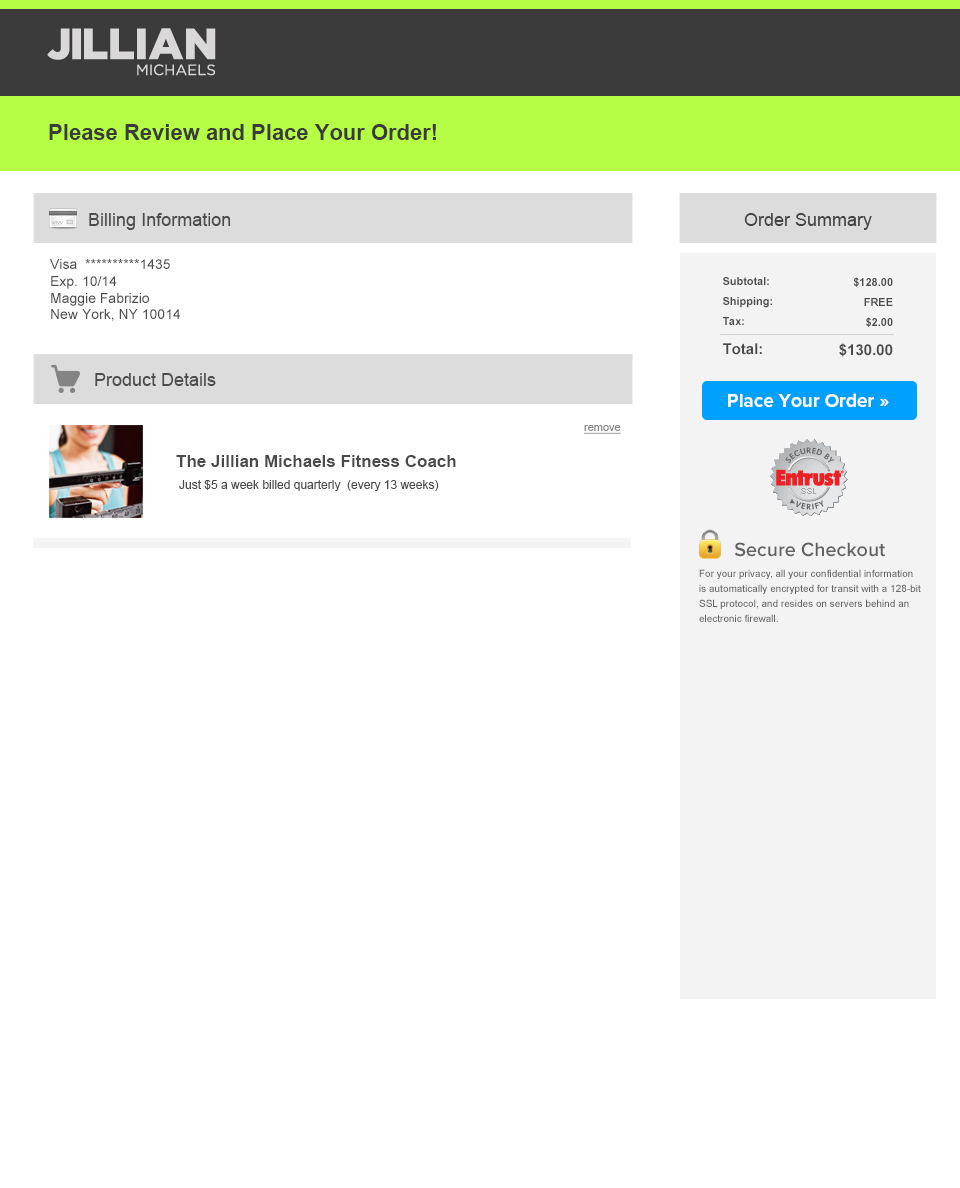 JILLIAN
MICHAELS
Please Review and Place Your Order!
Billing Information
Visa **********1435
Exp. 10/14
Maggie Fabrizio
New York, NY 10014
Product Details
remove
The Jillian Michaels Fitness Coach
Just $5 a week billed quarterly (every 13 weeks)
Order Summary
Subtotal: $128.00
Shipping: FREE
Tax: $2.00
Total: $130.00
Place Your Order »
SECURED BY
Entrust
SSL
VERIFY
Secure Checkout
For your privacy, all your confidential information
is automatically encrypted for transit with a 128-bit
SSL protocol, and resides on servers behind an
electronic firewall.